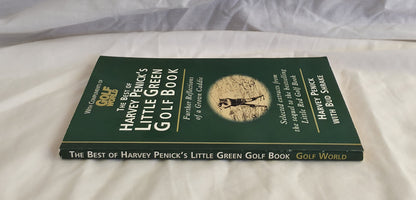 WITH COMPLIMENTS OF
GOLF
THE BEST OF
HARVEY PENICK'S
LITTLE GREEN
GOLF BOOK
Further Reflections
of a Grown Caddie
Selected extracts from
the sequel to the bestselling
Little Red Golf Book
HARVEY PENICK
WITH BUD SHRAKE
THE BEST OF HARVEY PENICK'S LITTLE GREEN GOLF BOOK GOLF WORLD